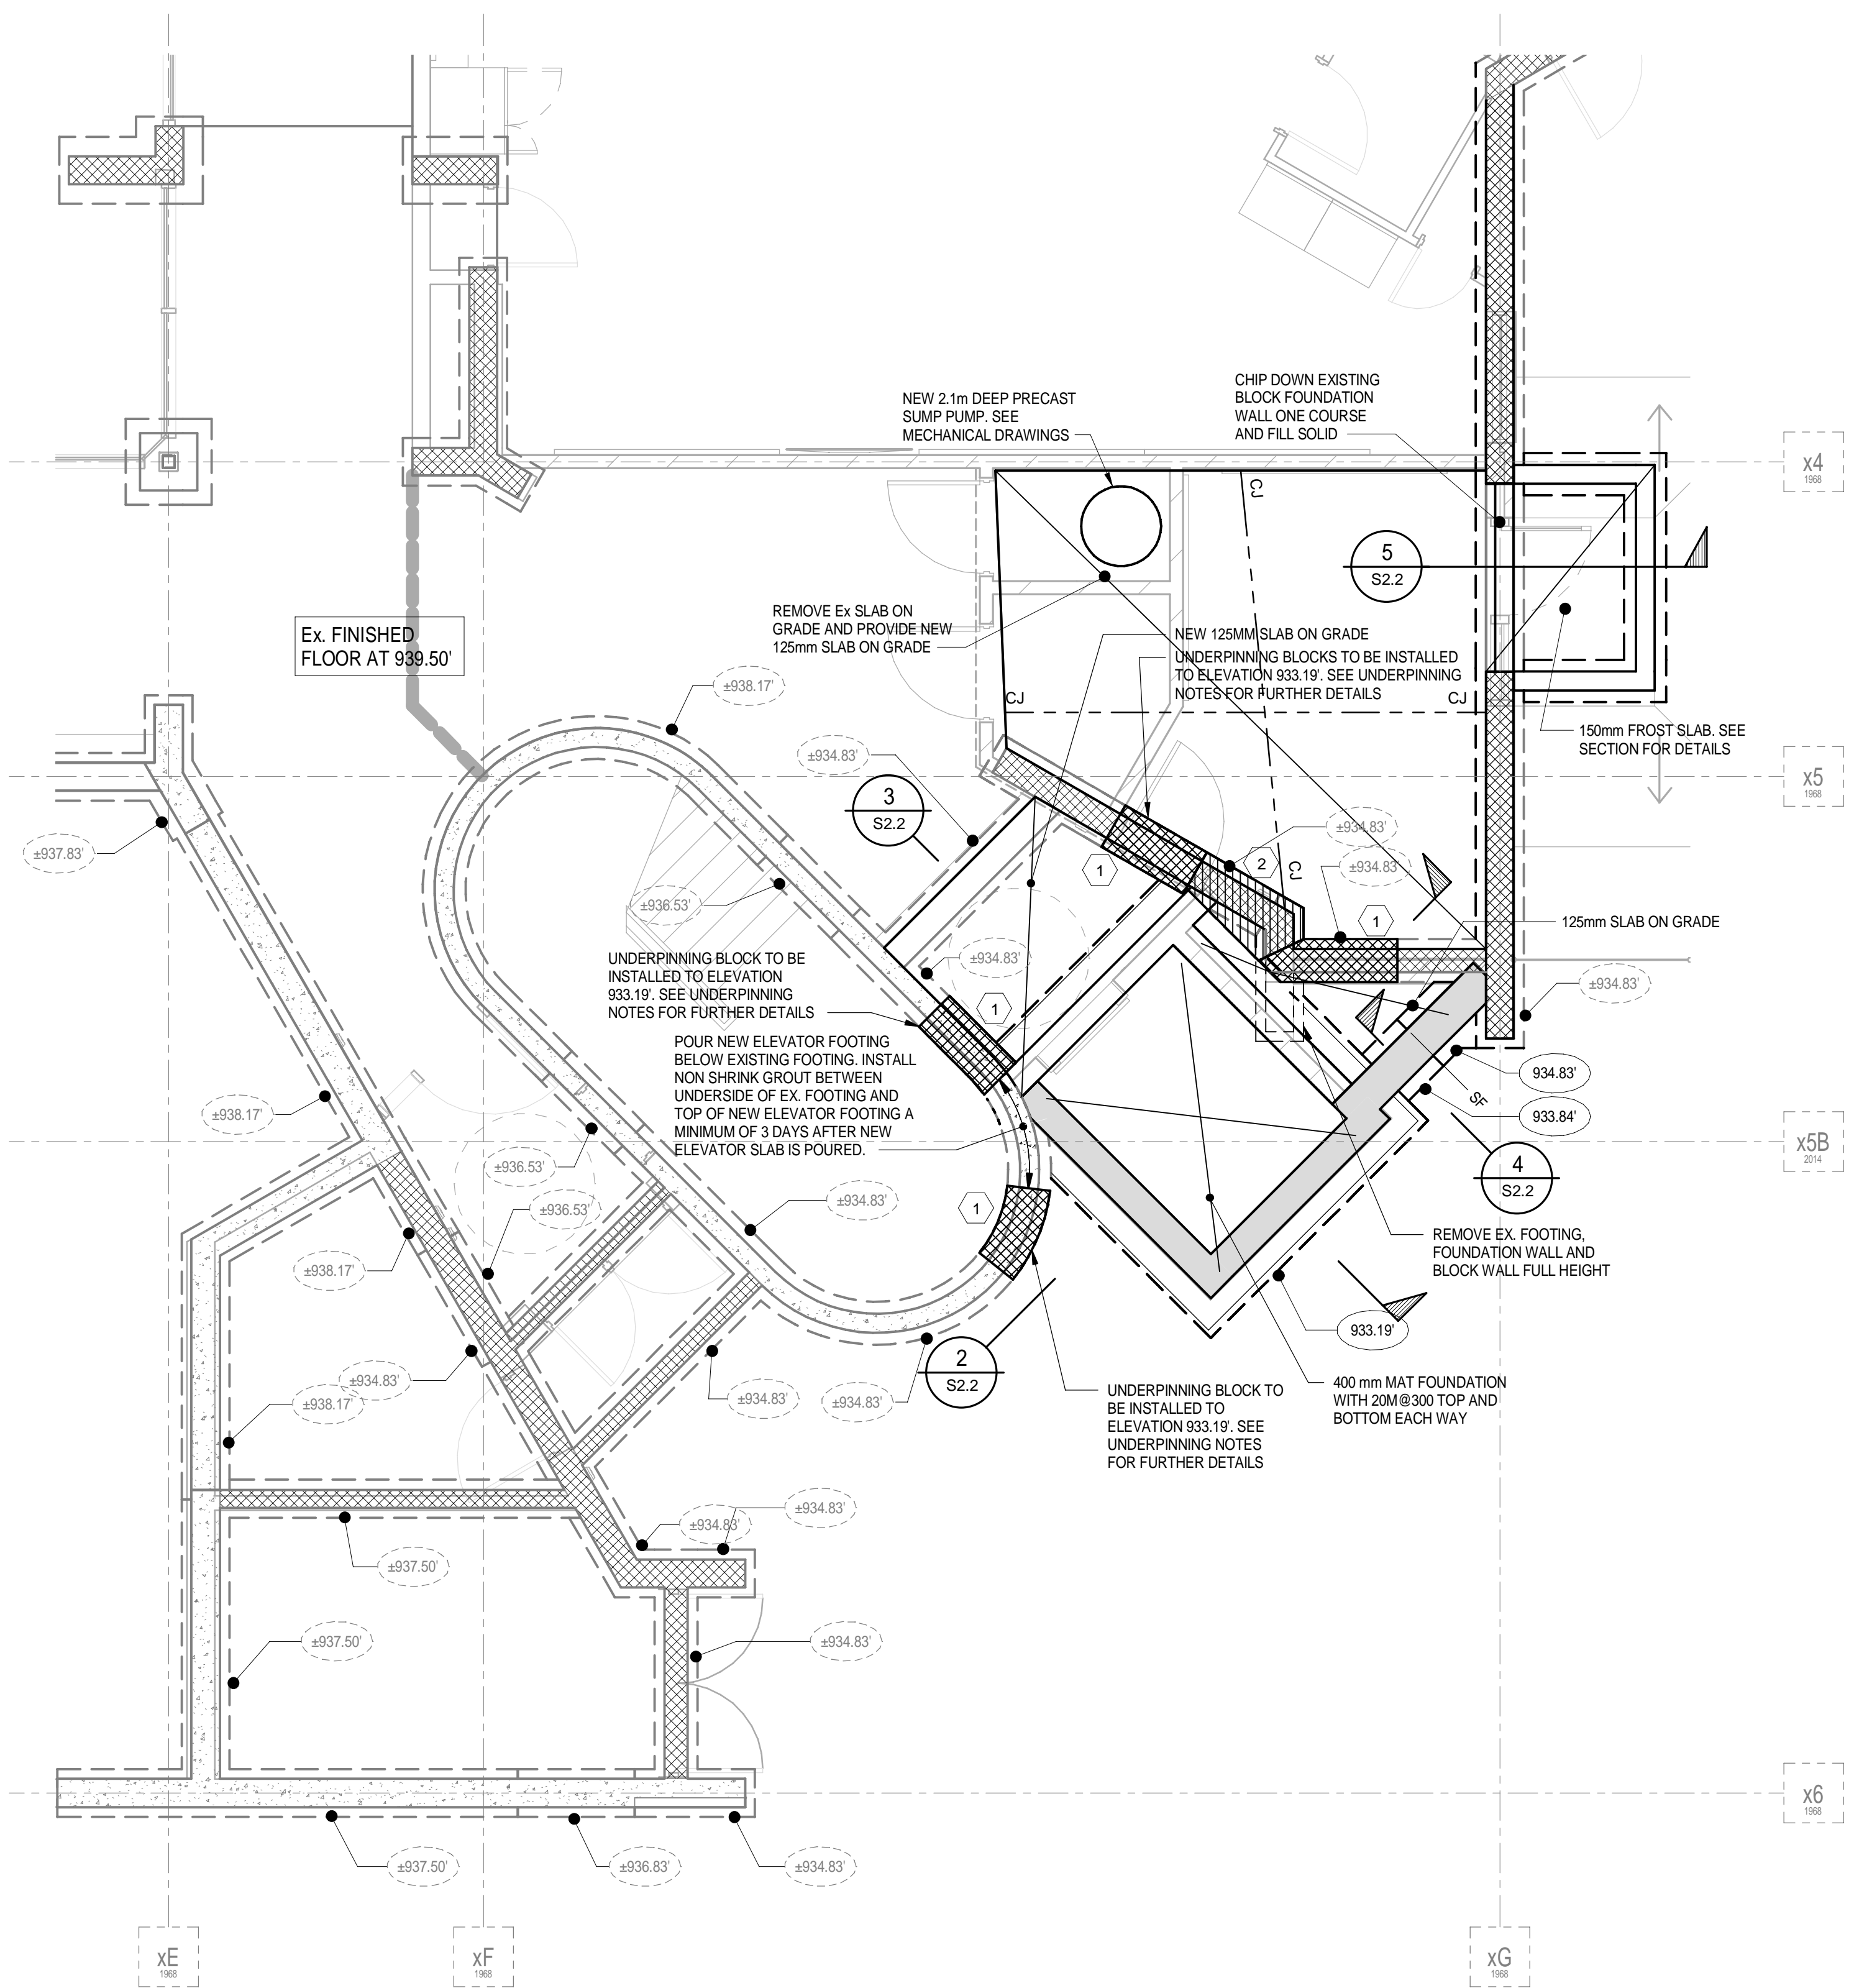 NEW 2.1m DEEP PRECAST
SUMP PUMP. SEE
MECHANICAL DRAWINGS
CHIP DOWN EXISTING
BLOCK FOUNDATION
WALL ONE COURSE
AND FILL SOLID
x4
1968
CJ
5
S2.2
REMOVE Ex SLAB ON
GRADE AND PROVIDE NEW
125mm SLAB ON GRADE
Ex. FINISHED
FLOOR AT 939.50'
NEW 125MM SLAB ON GRADE
UNDERPINNING BLOCKS TO BE INSTALLED
TO ELEVATION 933.19'. SEE UNDERPINNING
NOTES FOR FURTHER DETAILS
±938.17'
CJ
CJ
150mm FROST SLAB. SEE
SECTION FOR DETAILS
±934.83'
x5
1968
3
S2.2
±937.83'
±934.83'
2
±934.83'
1
CJ
±936.53'
1
125mm SLAB ON GRADE
UNDERPINNING BLOCK TO BE
INSTALLED TO ELEVATION
933.19'. SEE UNDERPINNING
NOTES FOR FURTHER DETAILS
±934.83'
±934.83'
1
POUR NEW ELEVATOR FOOTING
BELOW EXISTING FOOTING. INSTALL
NON SHRINK GROUT BETWEEN
UNDERSIDE OF EX. FOOTING AND
TOP OF NEW ELEVATOR FOOTING A
MINIMUM OF 3 DAYS AFTER NEW
ELEVATOR SLAB IS POURED.
934.83'
SF
933.84'
±938.17'
x5B
2014
±936.53'
4
S2.2
±936.53'
±934.83'
1
REMOVE EX. FOOTING,
FOUNDATION WALL AND
BLOCK WALL FULL HEIGHT
±938.17'
933.19'
2
S2.2
±934.83'
±938.17'
±934.83'
±934.83'
UNDERPINNING BLOCK TO
BE INSTALLED TO
ELEVATION 933.19'. SEE
UNDERPINNING NOTES
FOR FURTHER DETAILS
400 mm MAT FOUNDATION
WITH 20M@300 TOP AND
BOTTOM EACH WAY
±934.83'
±934.83'
±937.50'
±937.50'
±934.83'
x6
1968
±937.50'
±936.83'
±934.83'
xE
1968
xF
1968
xG
1968